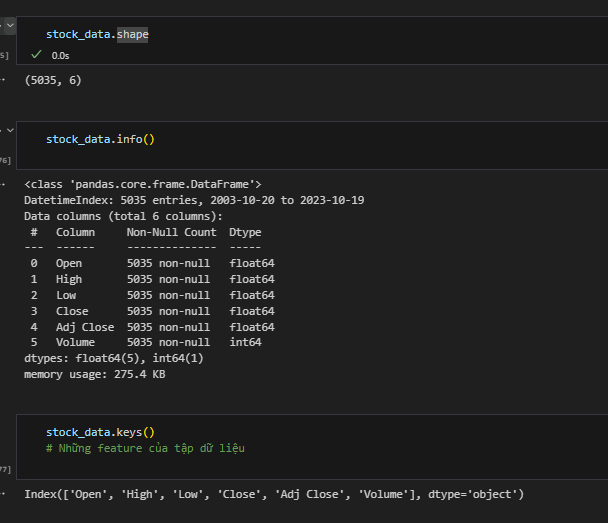 stock_data.shape
5]
0.0s
(5035, 6)
stock_data.info()
76]
<class 'pandas.core.frame.DataFrame'>
DatetimeIndex: 5035 entries, 2003-10-20 to 2023-10-19
Data columns (total 6 columns):
 #   Column     Non-Null Count  Dtype
---  ------     --------------  -----
 0   Open       5035 non-null   float64
 1   High       5035 non-null   float64
 2   Low        5035 non-null   float64
 3   Close      5035 non-null   float64
 4   Adj Close  5035 non-null   float64
 5   Volume     5035 non-null   int64
dtypes: float64(5), int64(1)
memory usage: 275.4 KB
stock_data.keys()
# Những feature của tập dữ liệu
77]
Index(['Open', 'High', 'Low', 'Close', 'Adj Close', 'Volume'], dtype='object')